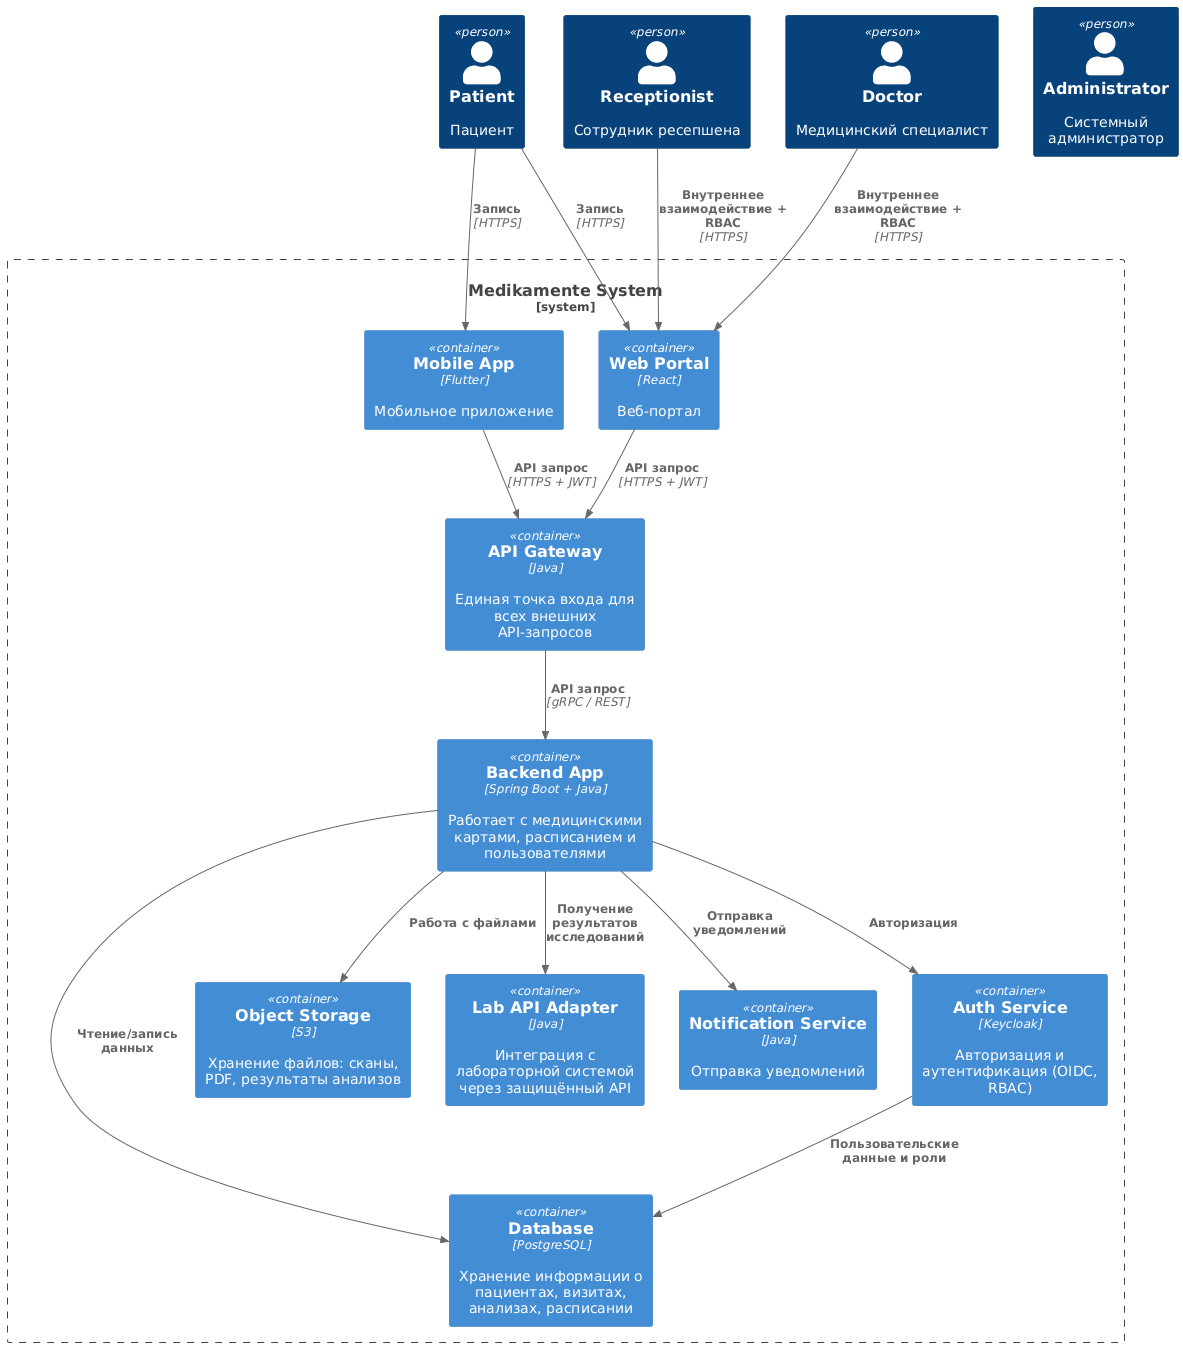 «person»
Patient
Пациент
«person»
Receptionist
Сотрудник ресепшена
«person»
Doctor
Медицинский специалист
«person»
Administrator
Системный
администратор
Запись
[HTTPS]
Запись
[HTTPS]
Внутреннее
взаимодействие +
RBAC
[HTTPS]
Внутреннее
взаимодействие +
RBAC
[HTTPS]
Medikamente System
[system]
«container»
Mobile App
[Flutter]
Мобильное приложение
«container»
Web Portal
[React]
Веб-портал
API запрос
[HTTPS + JWT]
API запрос
[HTTPS + JWT]
«container»
API Gateway
[Java]
Единая точка входа для
всех внешних
API-запросов
API запрос
[gRPC / REST]
«container»
Backend App
[Spring Boot + Java]
Работает с медицинскими
картами, расписанием и
пользователями
Работа с файлами
Получение
результатов
исследований
Отправка
уведомлений
Авторизация
Чтение/запись
данных
«container»
Object Storage
[S3]
Хранение файлов: сканы,
PDF, результаты анализов
«container»
Lab API Adapter
[Java]
Интеграция с
лабораторной системой
через защищённый API
«container»
Notification Service
[Java]
Отправка уведомлений
«container»
Auth Service
[Keycloak]
Авторизация и
аутентификация (OIDC,
RBAC)
Пользовательские
данные и роли
«container»
Database
[PostgreSQL]
Хранение информации о
пациентах, визитах,
анализах, расписании